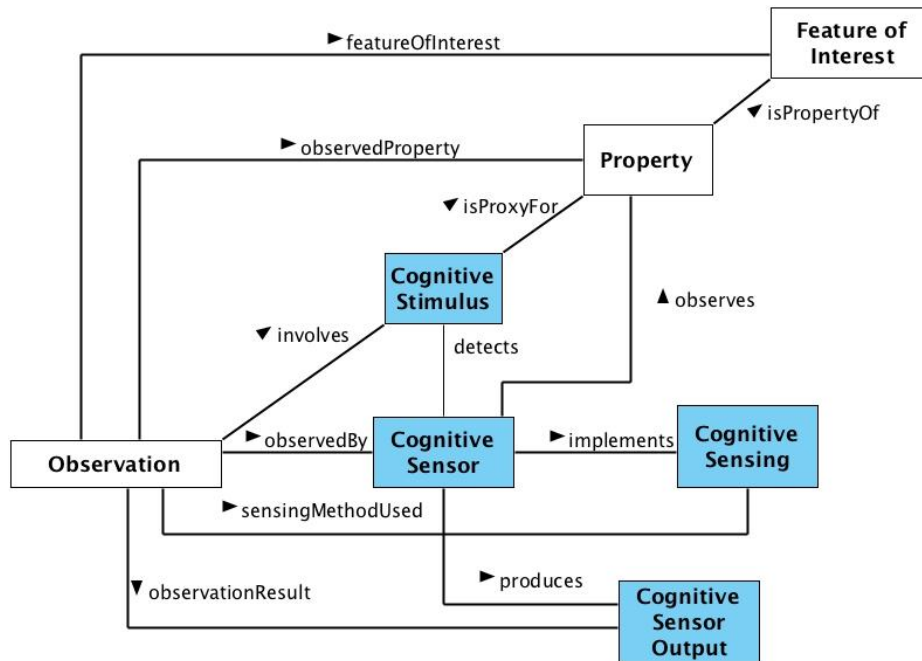 Feature of
Interest
featureOfInterest
isPropertyOf
observedProperty
Property
isProxyFor
Cognitive
Stimulus
observes
involves
detects
observedBy
Cognitive
Sensor
implements
Cognitive
Sensing
Observation
sensingMethodUsed
produces
observationResult
Cognitive
Sensor
Output